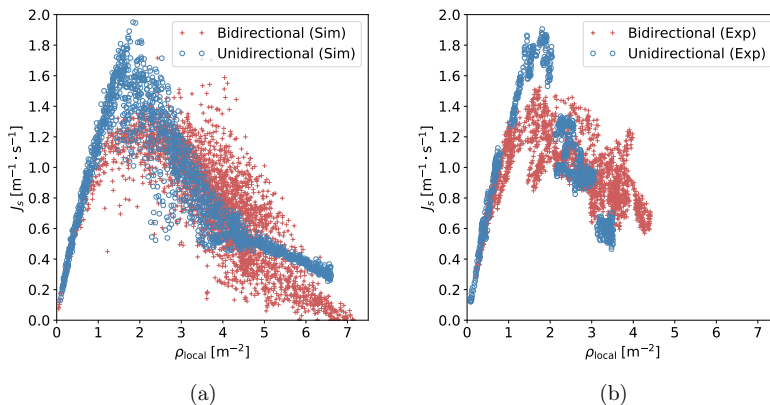 2.0
1.8
1.6
1.4
1.2
1.0
0.8
0.6
0.4
0.2
0.0
J_s [m⁻¹·s⁻¹]
Bidirectional (Sim)
Unidirectional (Sim)
0 1 2 3 4 5 6 7
ρ_local [m⁻²]
(a)
2.0
1.8
1.6
1.4
1.2
1.0
0.8
0.6
0.4
0.2
0.0
J_s [m⁻¹·s⁻¹]
Bidirectional (Exp)
Unidirectional (Exp)
0 1 2 3 4 5 6 7
ρ_local [m⁻²]
(b)